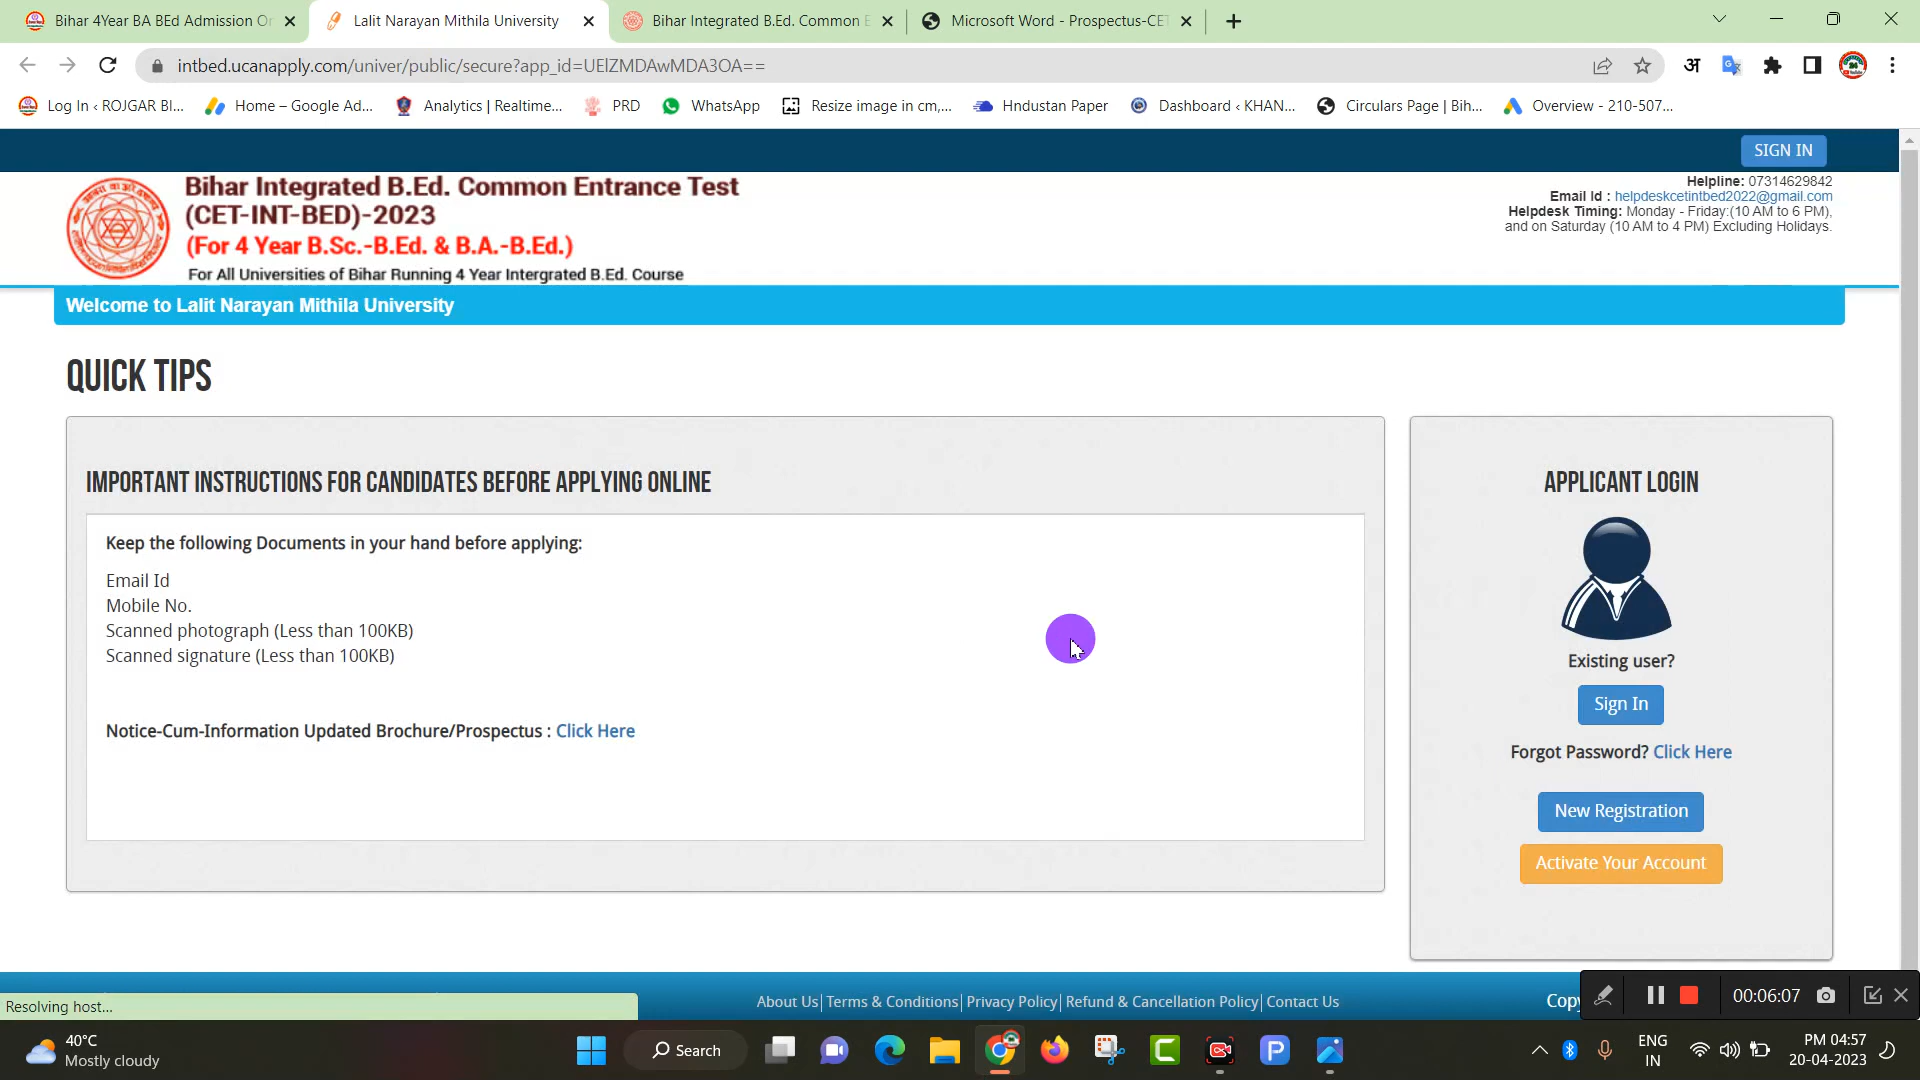 Bihar 4Year BA BEd Admission Or
Lalit Narayan Mithila University
Bihar Integrated B.Ed. Common E
Microsoft Word - Prospectus-CET
intbed.ucanapply.com/univer/public/secure?app_id=UElZMDAwMDA3OA==
Log In ‹ ROJGAR BI...
Home – Google Ad...
Analytics | Realtime...
PRD
WhatsApp
Resize image in cm,...
Hndustan Paper
Dashboard ‹ KHAN...
Circulars Page | Bih...
Overview - 210-507...
SIGN IN
Bihar Integrated B.Ed. Common Entrance Test
(CET-INT-BED)-2023
(For 4 Year B.Sc.-B.Ed. & B.A.-B.Ed.)
For All Universities of Bihar Running 4 Year Intergrated B.Ed. Course
Helpline: 07314629842
Email Id : helpdeskcetintbed2022@gmail.com
Helpdesk Timing: Monday - Friday:(10 AM to 6 PM),
and on Saturday (10 AM to 4 PM) Excluding Holidays.
Welcome to Lalit Narayan Mithila University
QUICK TIPS
IMPORTANT INSTRUCTIONS FOR CANDIDATES BEFORE APPLYING ONLINE
Keep the following Documents in your hand before applying:
Email Id
Mobile No.
Scanned photograph (Less than 100KB)
Scanned signature (Less than 100KB)
Notice-Cum-Information Updated Brochure/Prospectus : Click Here
APPLICANT LOGIN
Existing user?
Sign In
Forgot Password? Click Here
New Registration
Activate Your Account
Resolving host...
About Us| Terms & Conditions| Privacy Policy| Refund & Cancellation Policy| Contact Us
Copy
00:06:07
40°C
Mostly cloudy
Search
ENG
IN
PM 04:57
20-04-2023